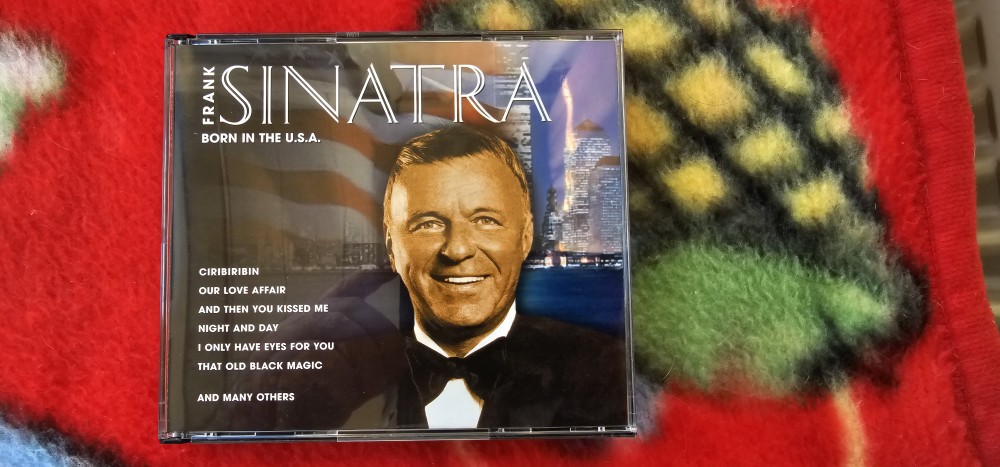 FRANK SINATRA
BORN IN THE U.S.A.
CIRIBIRIBIN
OUR LOVE AFFAIR
AND THEN YOU KISSED ME
NIGHT AND DAY
I ONLY HAVE EYES FOR YOU
THAT OLD BLACK MAGIC
AND MANY OTHERS